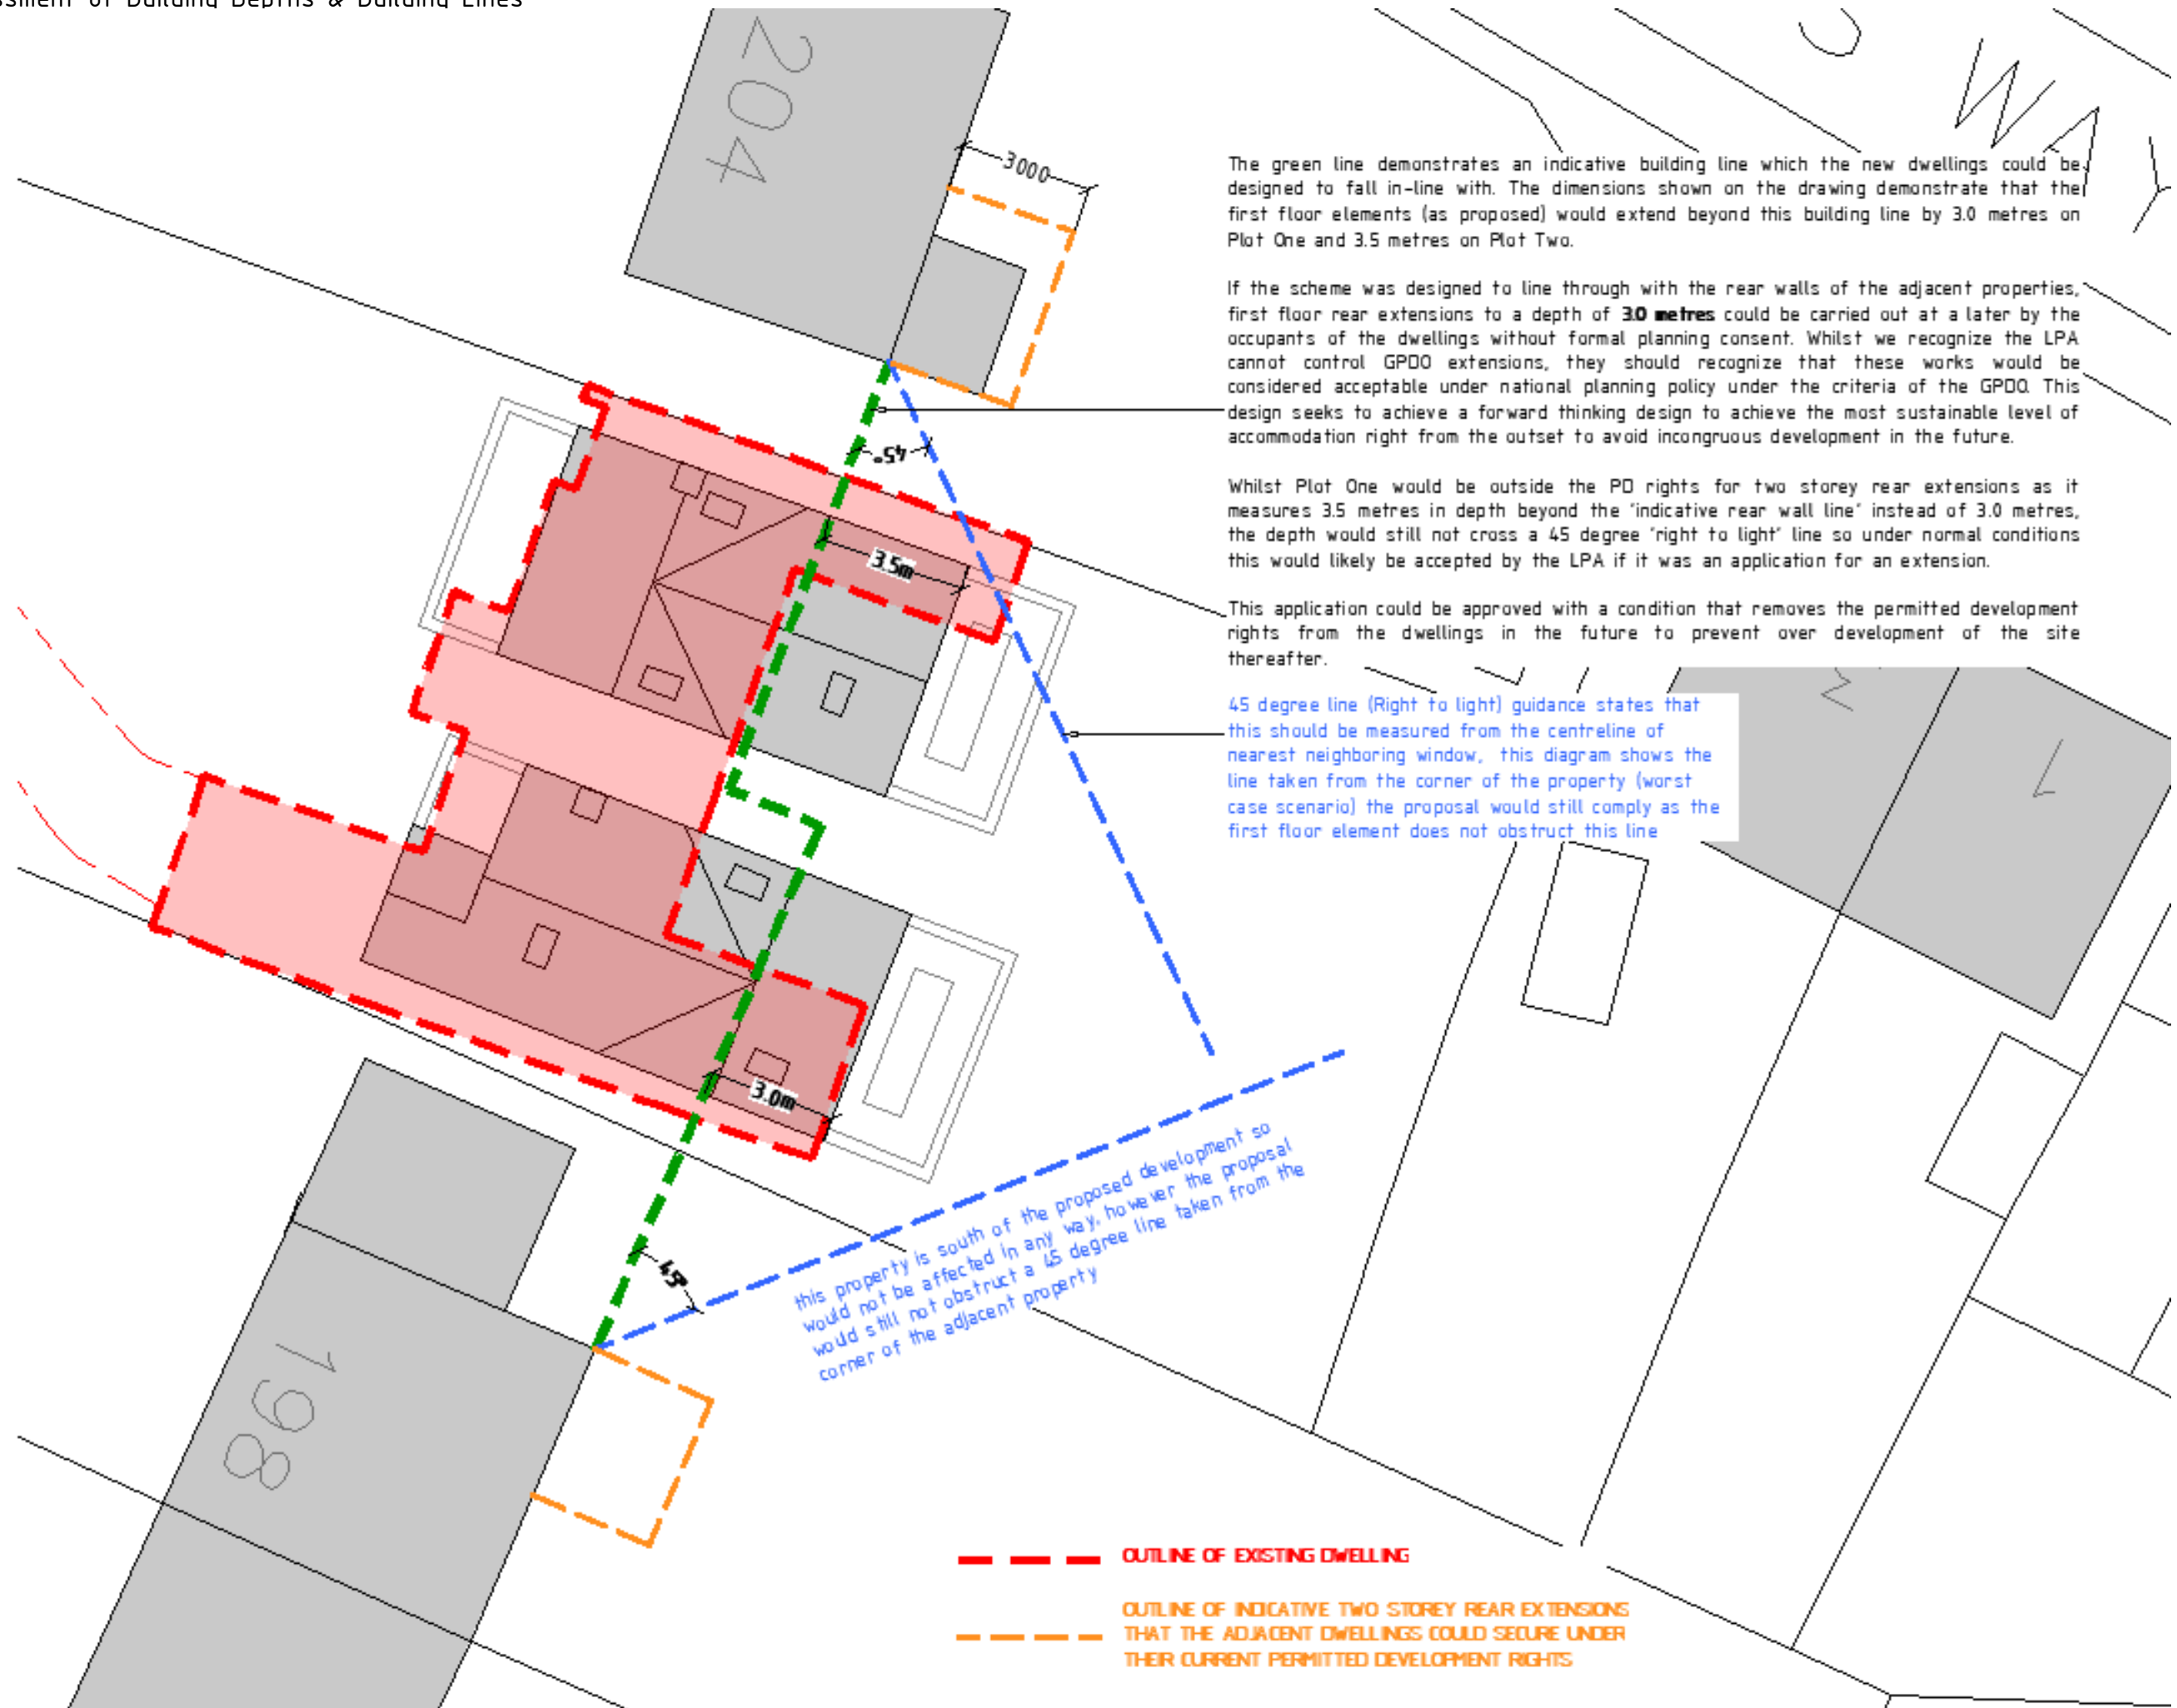 ssment of Building Depths & Building Lines
204
3000
S WAY
The green line demonstrates an indicative building line which the new dwellings could be
designed to fall in-line with. The dimensions shown on the drawing demonstrate that the
first floor elements (as proposed) would extend beyond this building line by 3.0 metres on
Plot One and 3.5 metres on Plot Two.
If the scheme was designed to line through with the rear walls of the adjacent properties,
first floor rear extensions to a depth of 3.0 metres could be carried out at a later by the
occupants of the dwellings without formal planning consent. Whilst we recognize the LPA
cannot control GPDO extensions, they should recognize that these works would be
considered acceptable under national planning policy under the criteria of the GPDO. This
design seeks to achieve a forward thinking design to achieve the most sustainable level of
accommodation right from the outset to avoid incongruous development in the future.
Whilst Plot One would be outside the PD rights for two storey rear extensions as it
measures 3.5 metres in depth beyond the 'indicative rear wall line' instead of 3.0 metres,
the depth would still not cross a 45 degree 'right to light' line so under normal conditions
this would likely be accepted by the LPA if it was an application for an extension.
This application could be approved with a condition that removes the permitted development
rights from the dwellings in the future to prevent over development of the site
thereafter.
45 degree line (Right to light) guidance states that
this should be measured from the centreline of
nearest neighboring window, this diagram shows the
line taken from the corner of the property (worst
case scenario) the proposal would still comply as the
first floor element does not obstruct this line
45°
3.5m
1
3.0m
45°
this property is south of the proposed development so
would not be affected in any way, however the proposal
would still not obstruct a 45 degree line taken from the
corner of the adjacent property
198
OUTLINE OF EXISTING DWELLING
OUTLINE OF INDICATIVE TWO STOREY REAR EXTENSIONS
THAT THE ADJACENT DWELLINGS COULD SECURE UNDER
THEIR CURRENT PERMITTED DEVELOPMENT RIGHTS